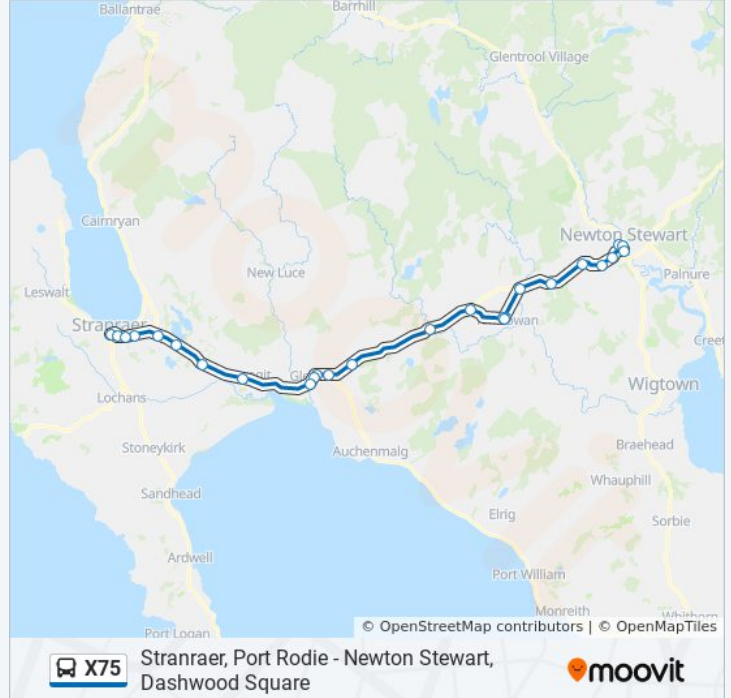 Ballantrae
Barrhill
Glentrool Village
Cairnryan
Newton Stewart
New Luce
Palnure
Leswalt
Stranraer
Cree
Wigtown
Lochans
Braehead
Stoneykirk
Auchenmalg
Whauphill
Sandhead
Elrig
Sorbie
Ardwell
Port William
Monreith
Whithorn
Port Logan
© OpenStreetMap contributors | © OpenMapTiles
X75
Stranraer, Port Rodie - Newton Stewart,
Dashwood Square
moovit